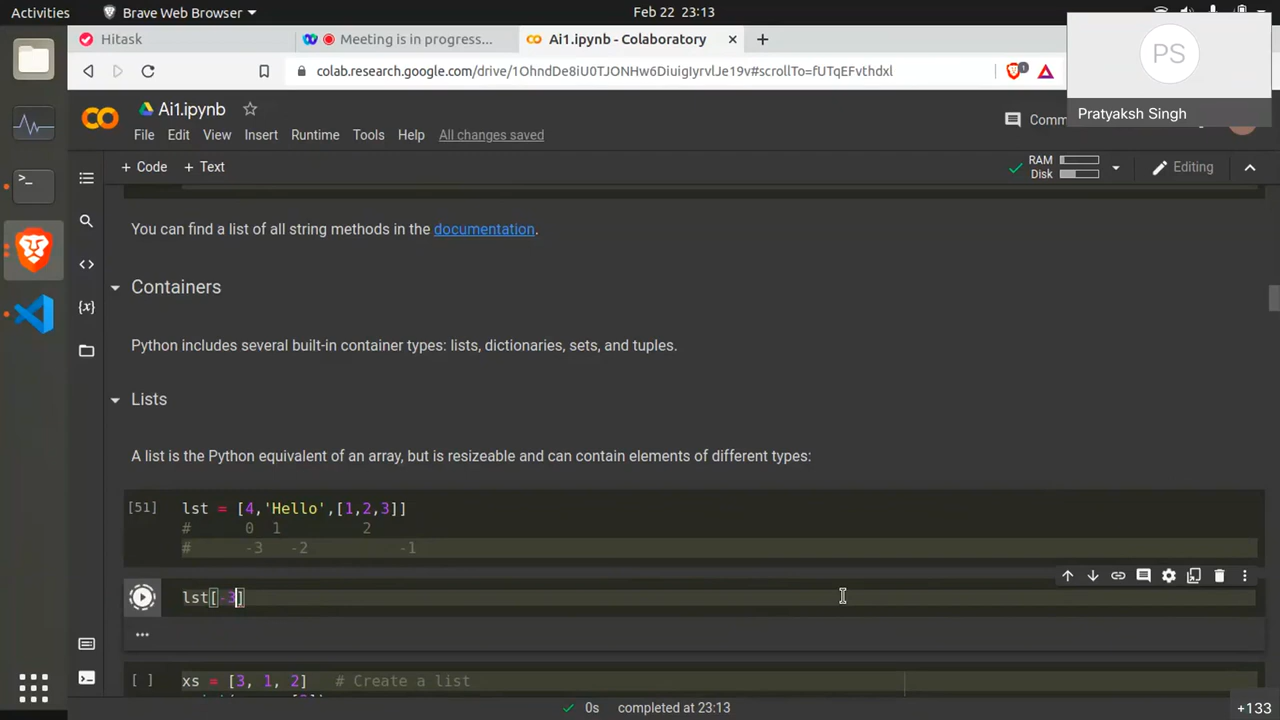 Activities
Brave Web Browser
Feb 22 23:13
Hitask
Meeting is in progress...
Ai1.ipynb - Colaboratory
colab.research.google.com/drive/1OhndDe8iU0TJONHw6DiuigIyrvlJe19v#scrollTo=fUTqEFvthdxl
1
PS
Pratyaksh Singh
Ai1.ipynb
File Edit View Insert Runtime Tools Help All changes saved
+ Code + Text
RAM
Disk
Editing
You can find a list of all string methods in the documentation.
Containers
Python includes several built-in container types: lists, dictionaries, sets, and tuples.
Lists
A list is the Python equivalent of an array, but is resizeable and can contain elements of different types:
[51] lst = [4,'Hello',[1,2,3]]
# 0 1 2
# -3 -2 -1
lst[-3]
...
[ ] xs = [3, 1, 2] # Create a list
0s completed at 23:13
+133